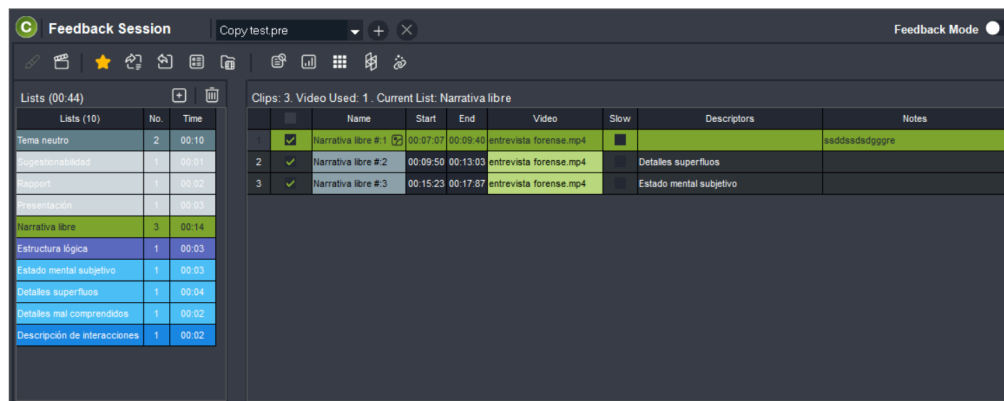 C Feedback Session Copy test.pre Feedback Mode
Lists (00:44)
Clips: 3. Video Used: 1 . Current List: Narrativa libre
Lists (10) No. Time
Name Start End Video Slow Descriptors Notes
Tema neutro 2 00:10
1 Narrativa libre #:1 00:07:07 00:09:40 entrevista forense.mp4 ssddssdsdgggre
Sugestionabilidad 1 00:01
2 Narrativa libre #:2 00:09:50 00:13:03 entrevista forense.mp4 Detalles superfluos
Rapport 1 00:02
3 Narrativa libre #:3 00:15:23 00:17:87 entrevista forense.mp4 Estado mental subjetivo
Presentación 1 00:03
Narrativa libre 3 00:14
Estructura lógica 1 00:03
Estado mental subjetivo 1 00:03
Detalles superfluos 1 00:04
Detalles mal comprendidos 1 00:02
Descripción de interacciones 1 00:02